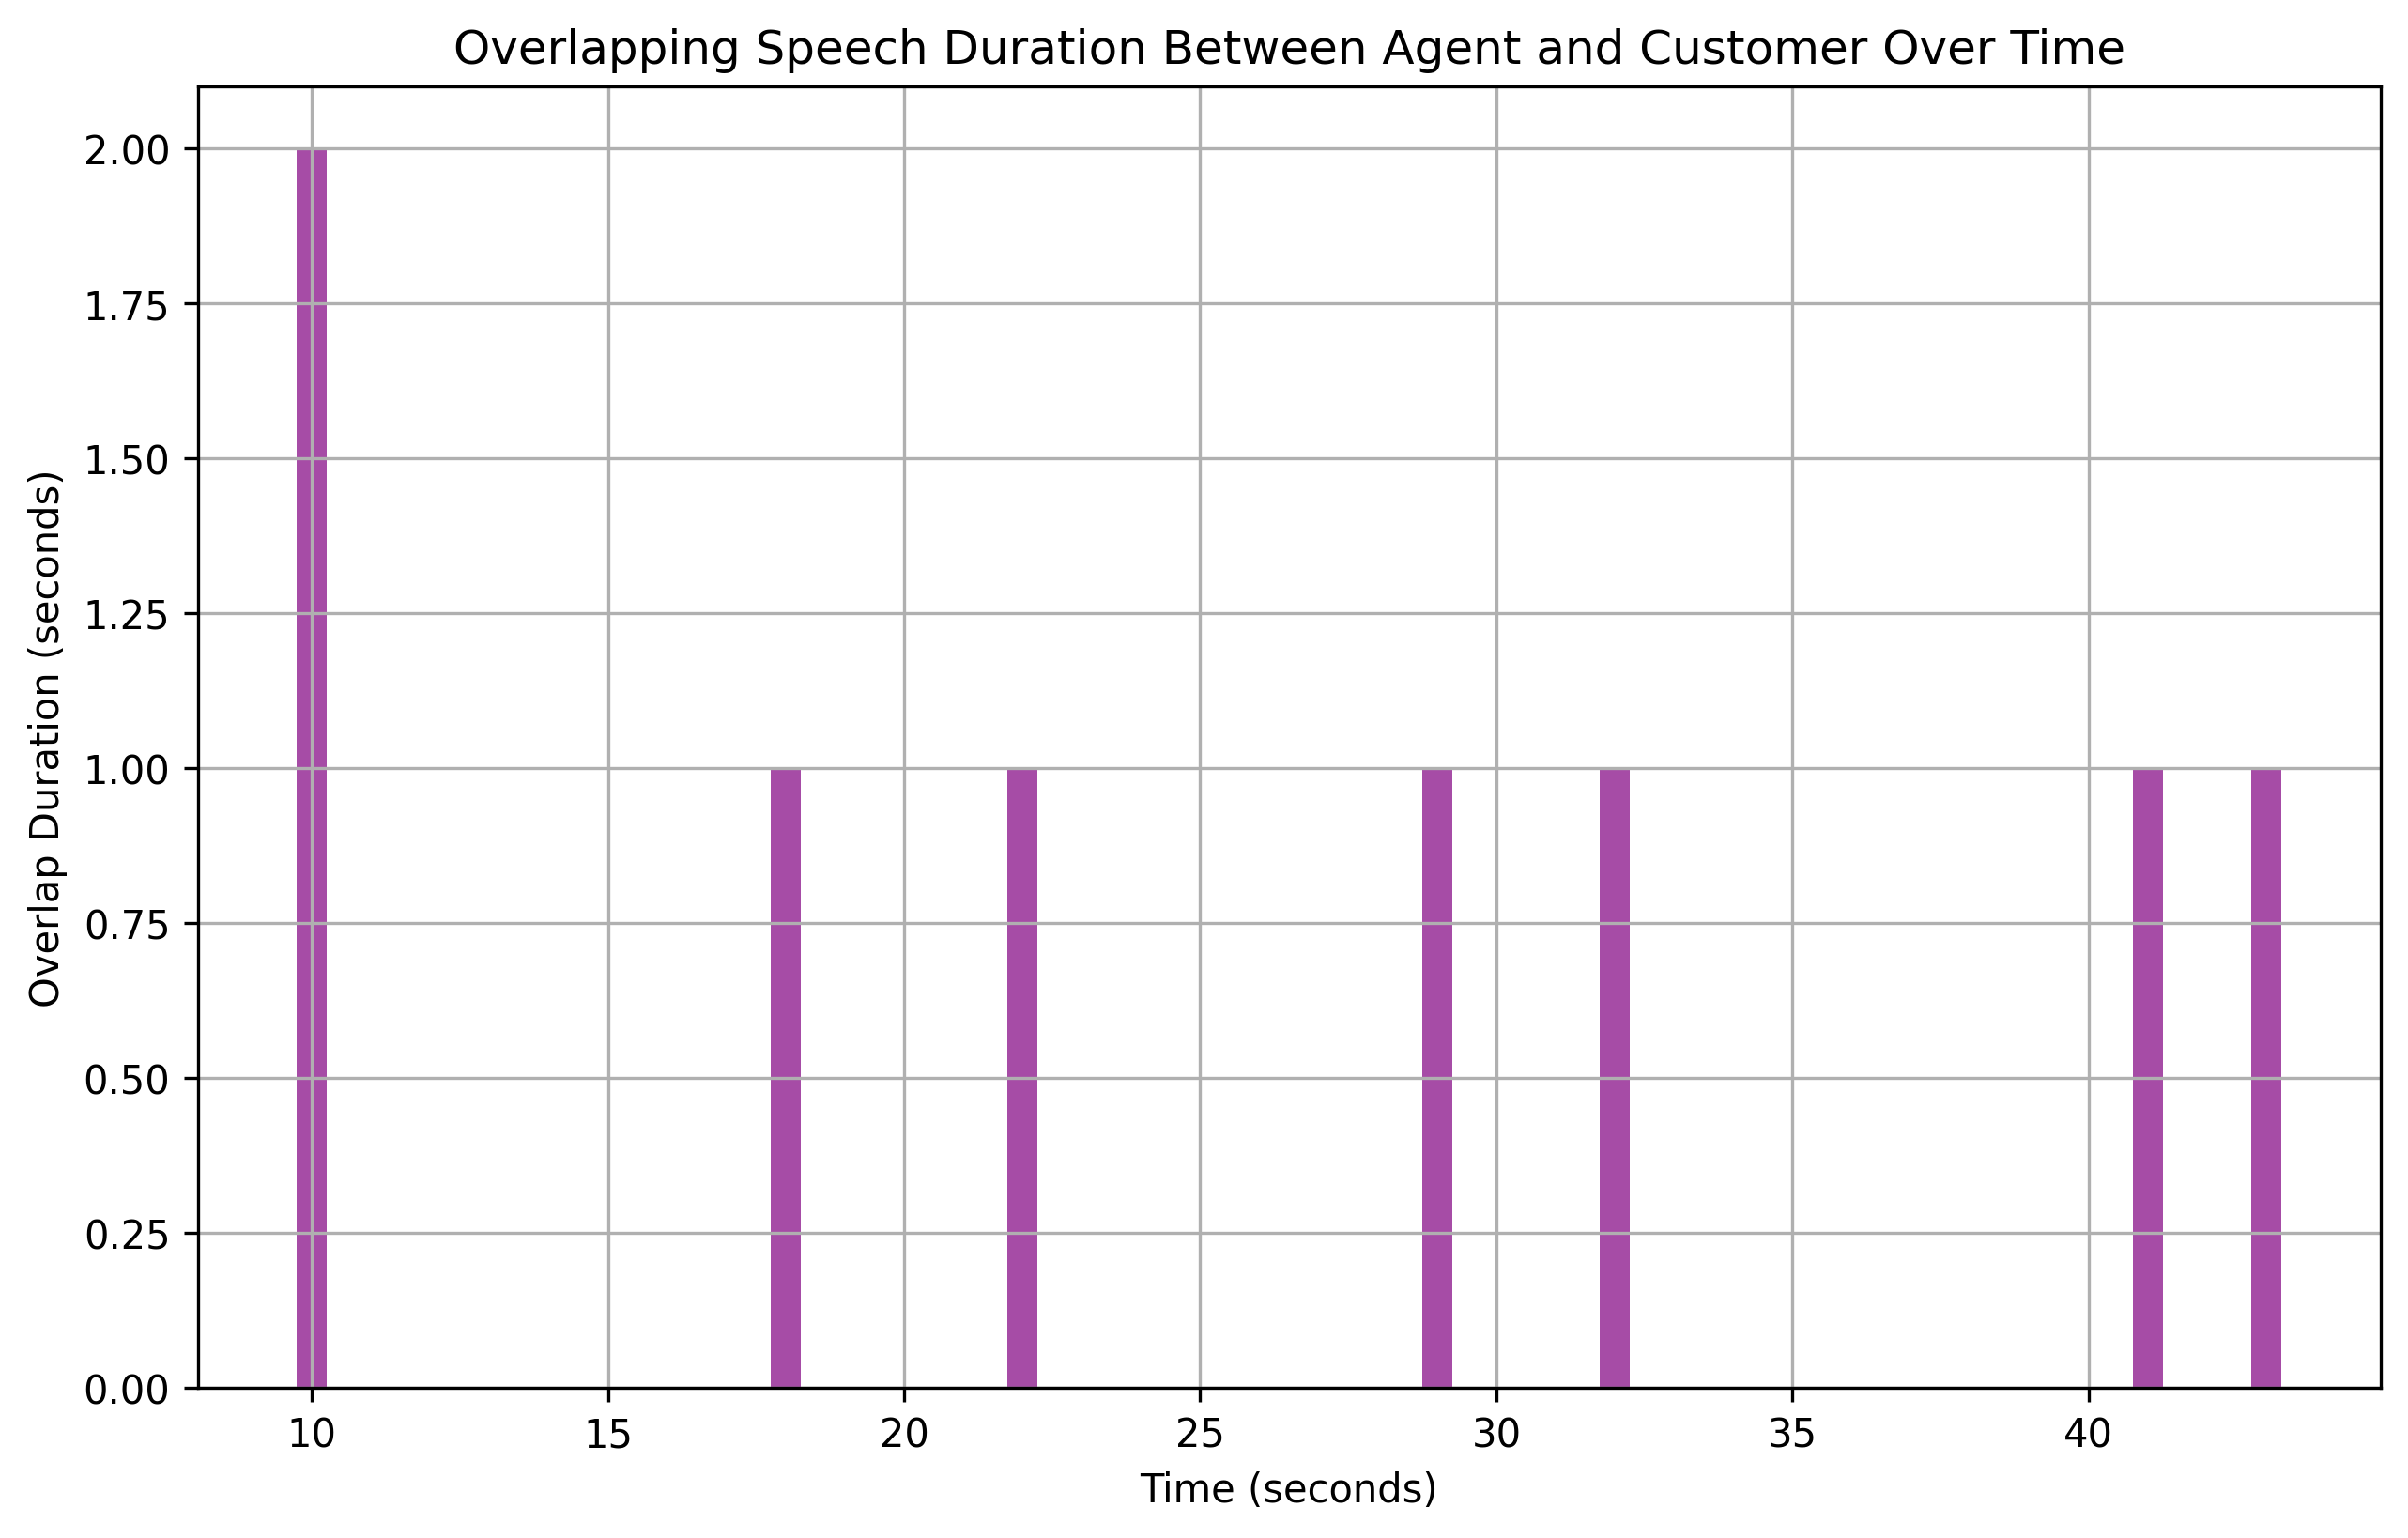 Overlapping Speech Duration Between Agent and Customer Over Time
Overlap Duration (seconds)
2.00
1.75
1.50
1.25
1.00
0.75
0.50
0.25
0.00
10 15 20 25 30 35 40
Time (seconds)